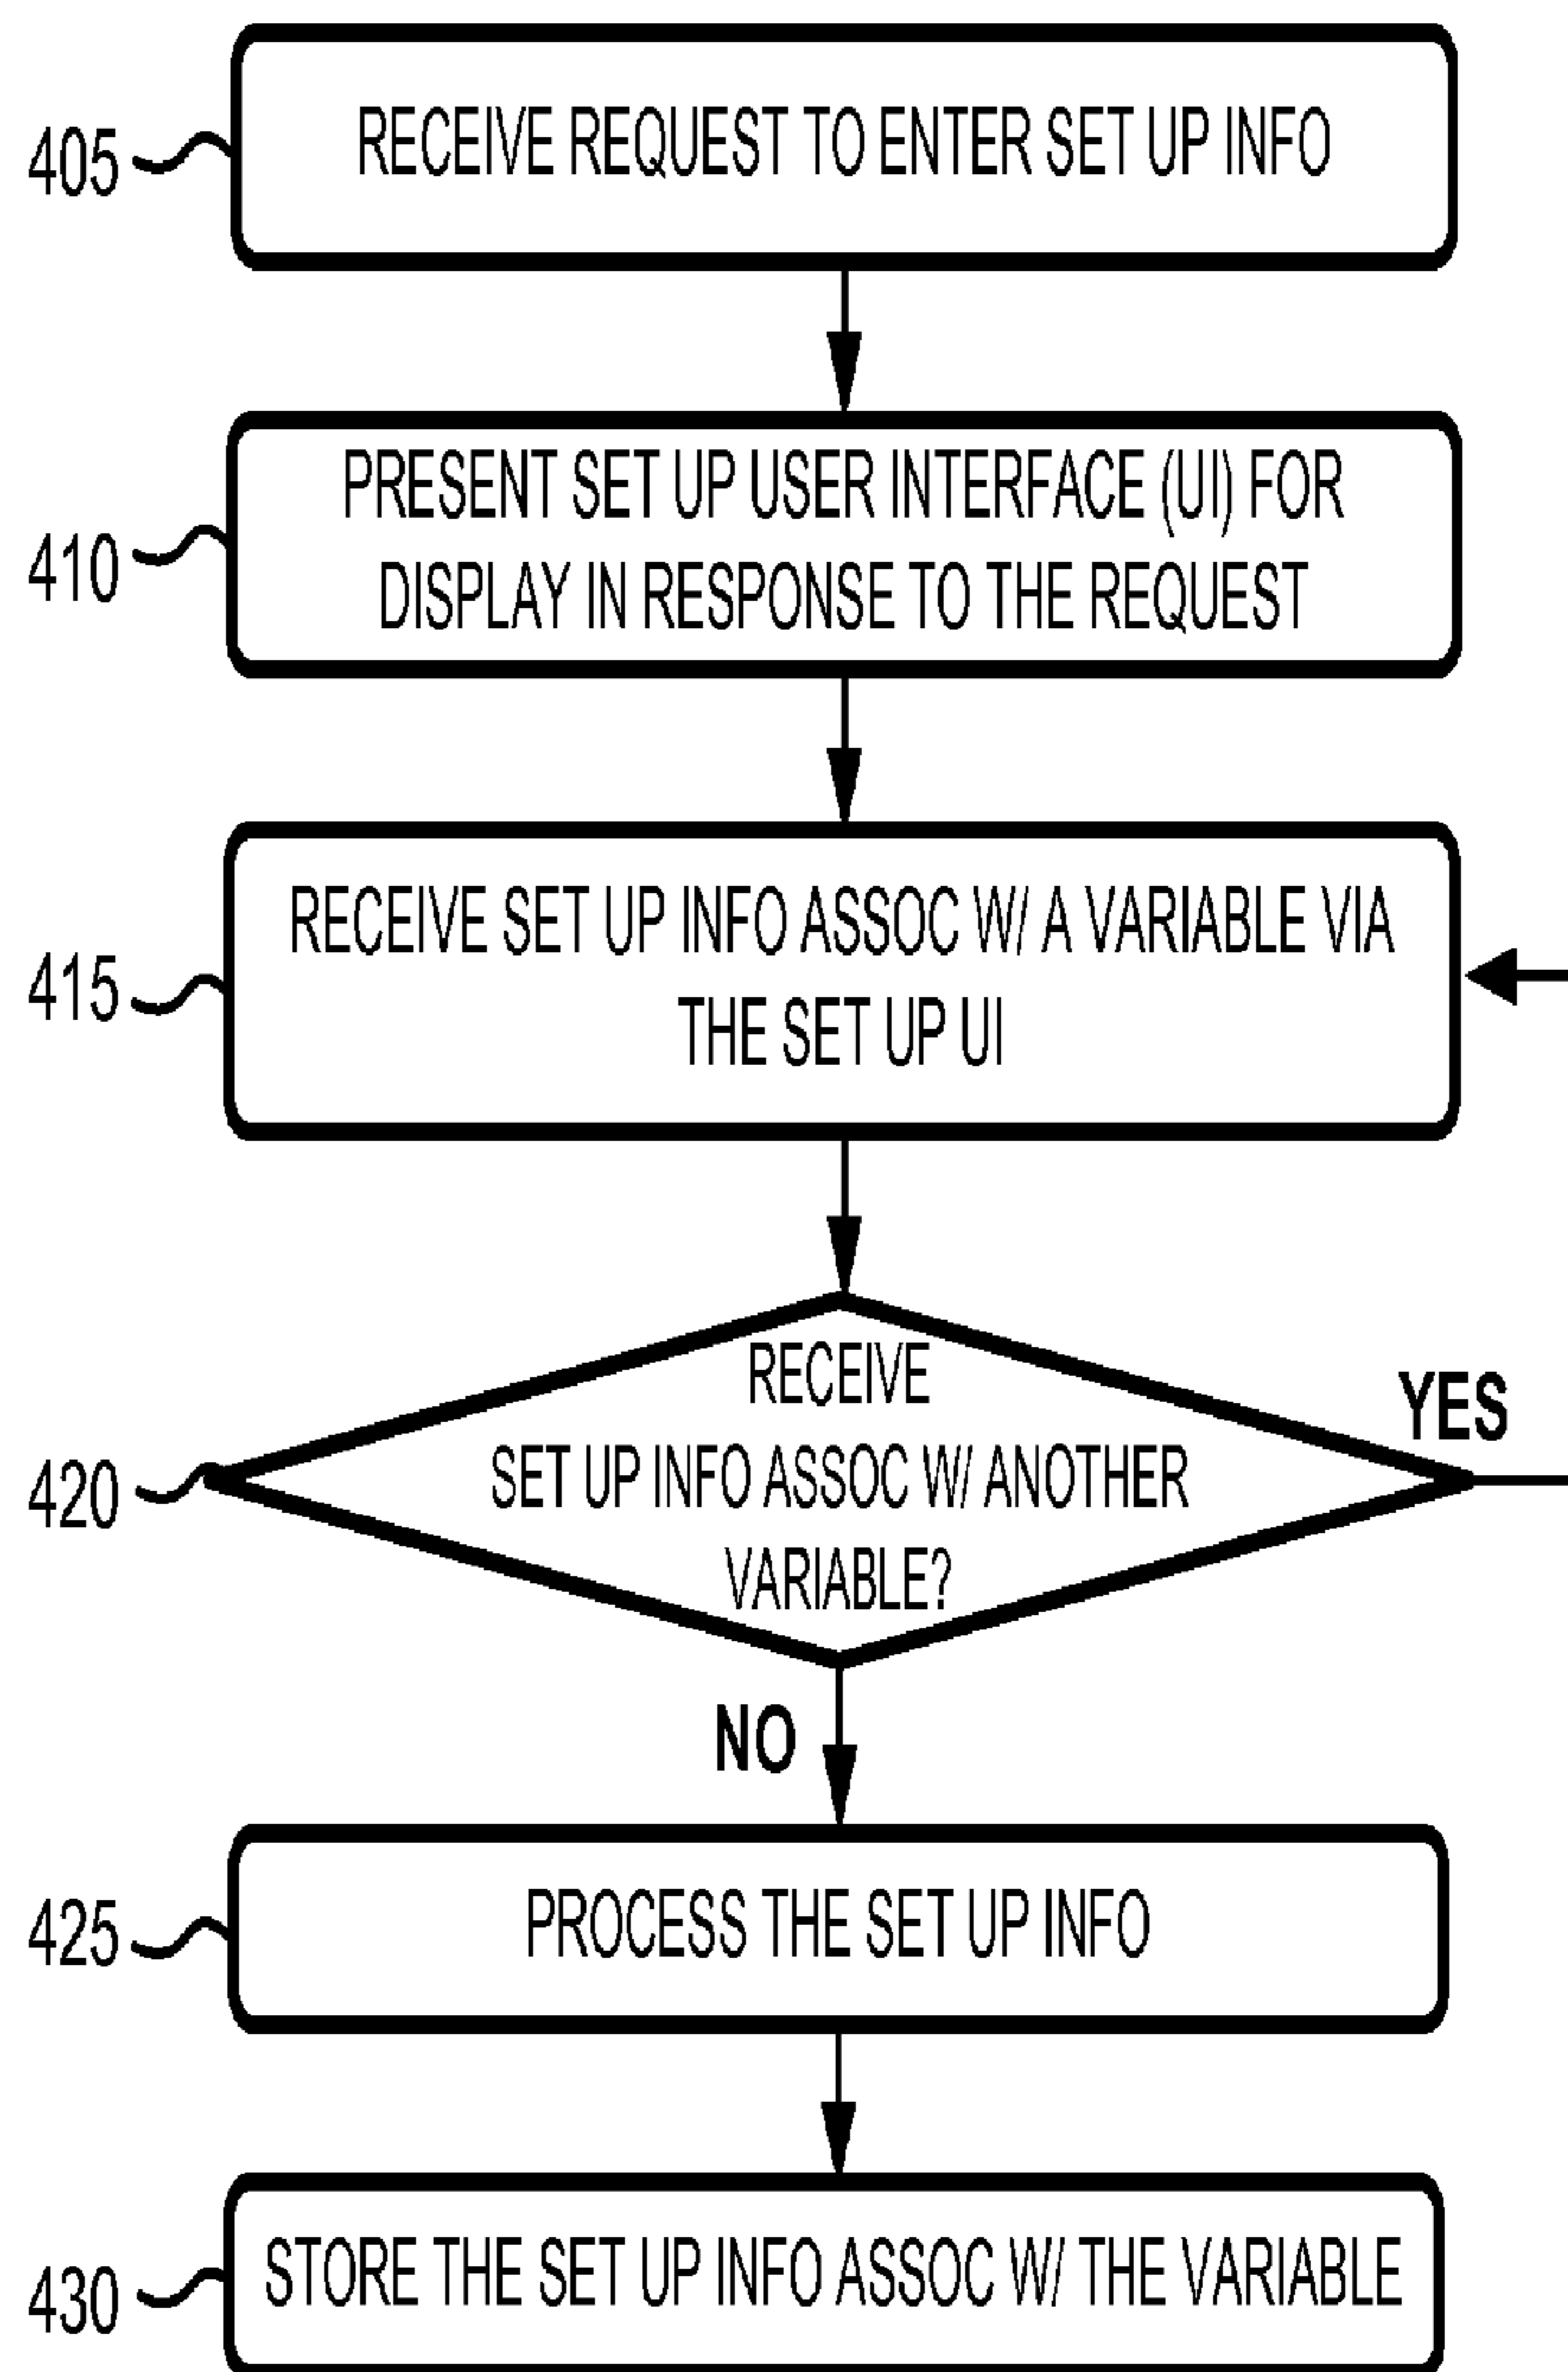 405
RECEIVE REQUEST TO ENTER SET UP INFO
410
PRESENT SET UP USER INTERFACE (UI) FOR
DISPLAY IN RESPONSE TO THE REQUEST
415
RECEIVE SET UP INFO ASSOC W/ A VARIABLE VIA
THE SET UP UI
420
RECEIVE
SET UP INFO ASSOC W/ ANOTHER
VARIABLE?
YES
NO
425
PROCESS THE SET UP INFO
430
STORE THE SET UP INFO ASSOC W/ THE VARIABLE